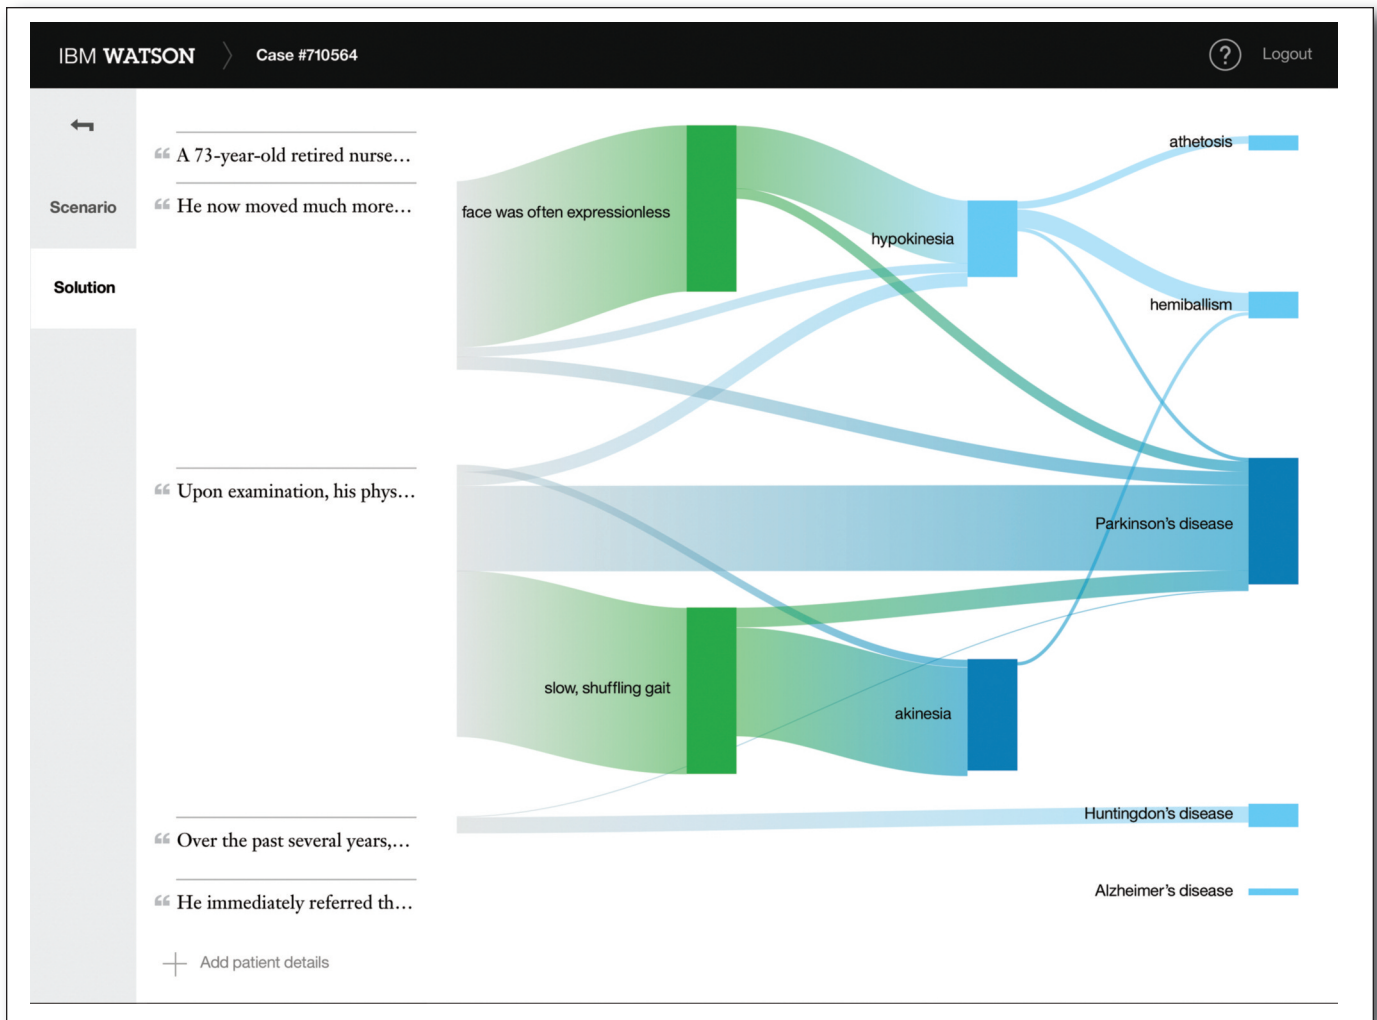 IBM WATSON
Case #710564
?
Logout
Scenario
Solution
“ A 73-year-old retired nurse...
“ He now moved much more...
“ Upon examination, his phys...
“ Over the past several years,...
“ He immediately referred th...
Add patient details
face was often expressionless
slow, shuffling gait
hypokinesia
akinesia
athetosis
hemiballism
Parkinson's disease
Huntingdon's disease
Alzheimer's disease